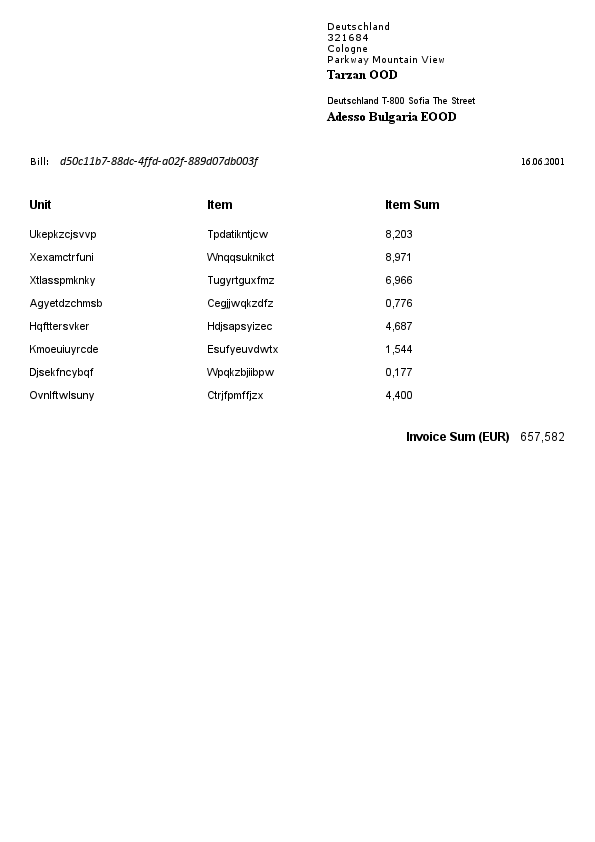 Deutschland
321684
Cologne
Parkway Mountain View
Tarzan OOD
Deutschland T-800 Sofia The Street
Adesso Bulgaria EOOD
Bill: d50c11b7-88dc-4ffd-a02f-889d07db003f 16.06.2001
Unit Item Item Sum
Ukepkzcjsvvp Tpdatikntjcw 8,203
Xexamctrfuni Wnqqsuknikct 8,971
Xtlasspmknky Tugyrtguxfmz 6,966
Agyetdzchmsb Cegjjwqkzdfz 0,776
Hqfttersvker Hdjsapsyizec 4,687
Kmoeuiuyrcde Esufyeuvdwtx 1,544
Djsekfncybqf Wpqkzbjiibpw 0,177
Ovnlftwlsuny Ctrjfpmffjzx 4,400
Invoice Sum (EUR) 657,582